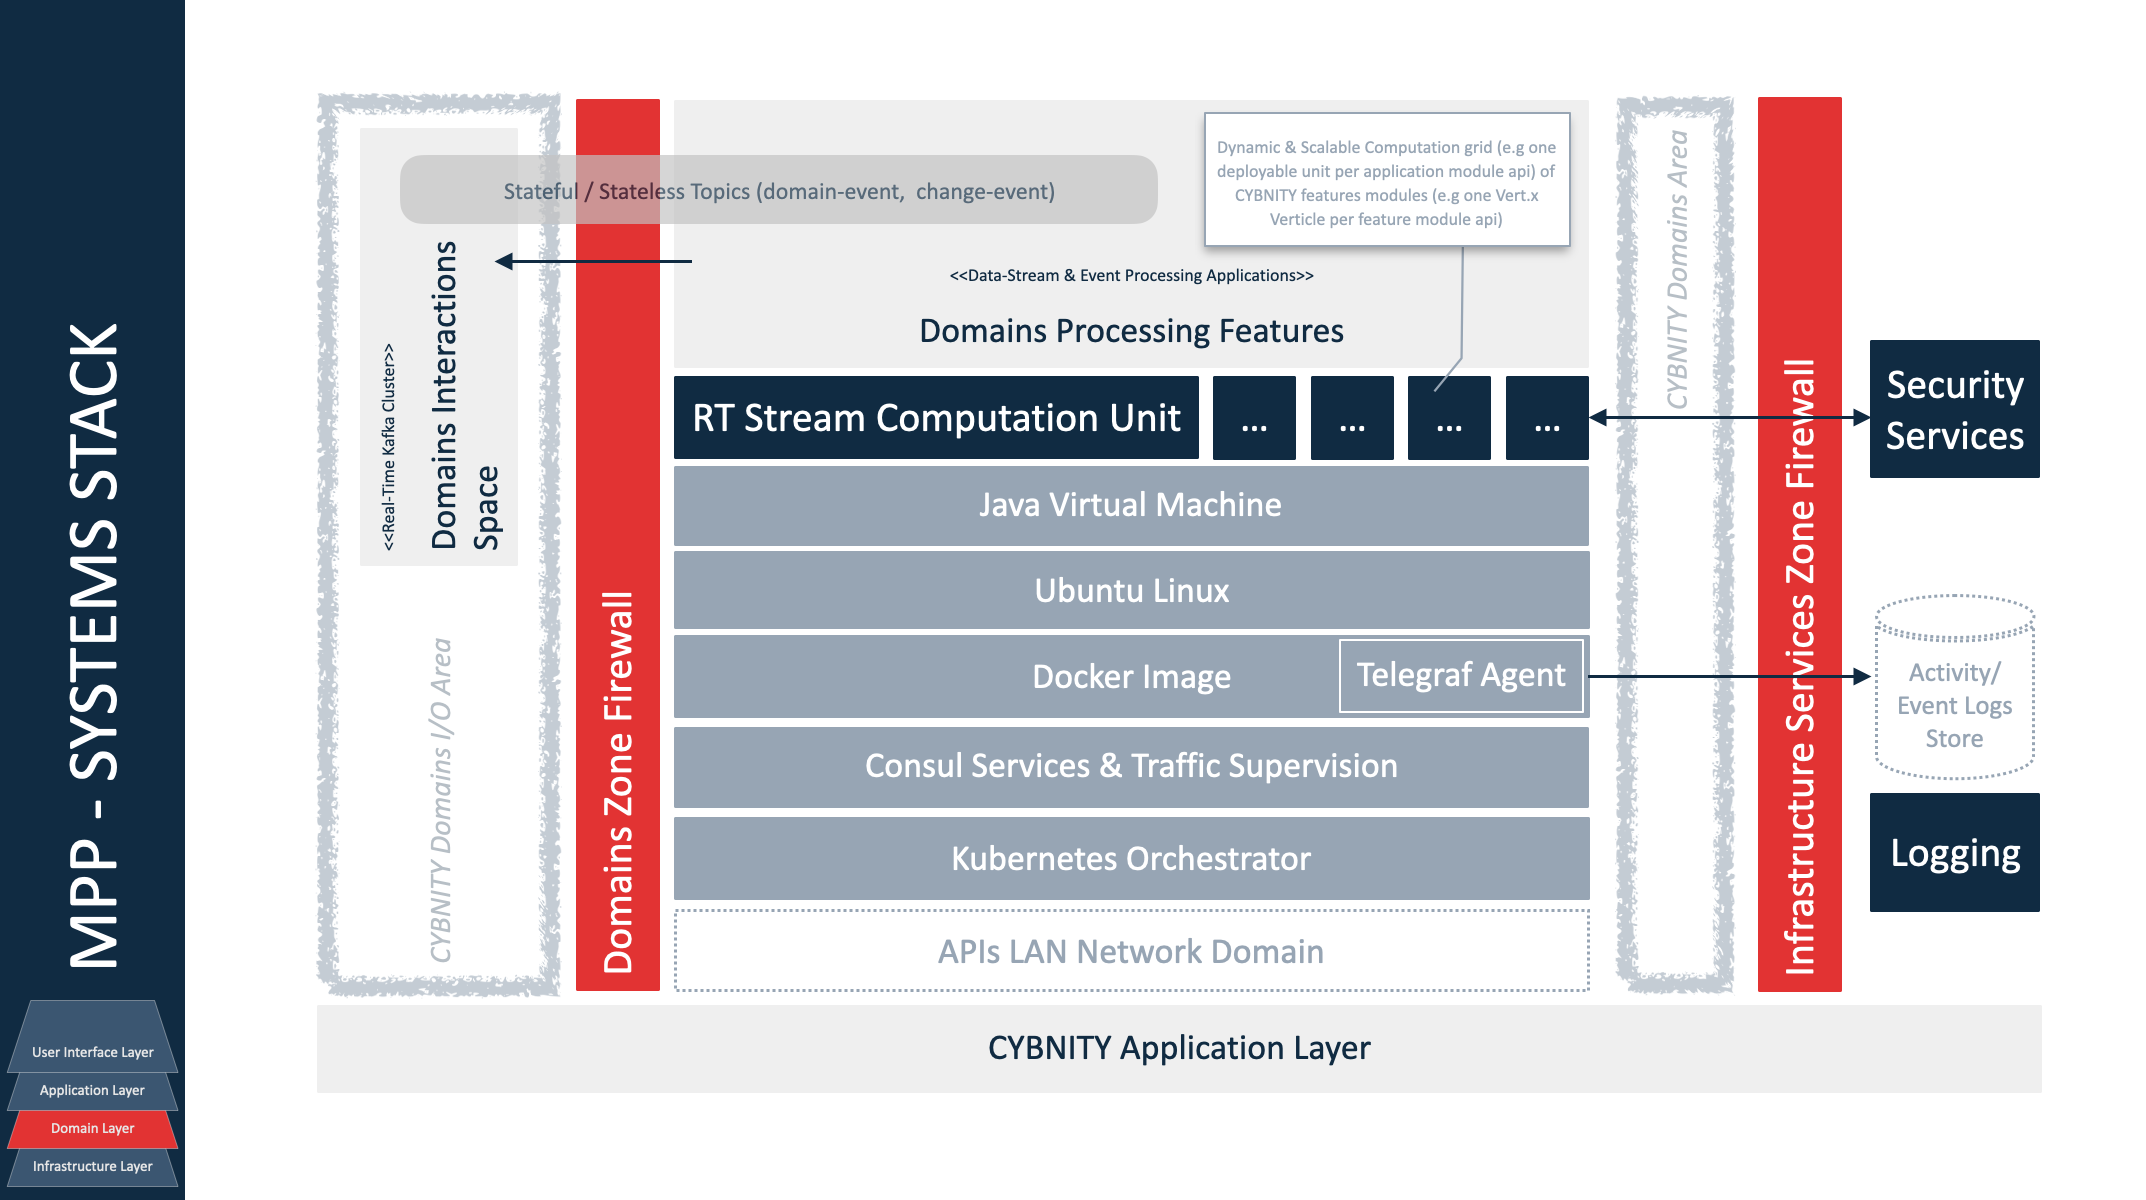 MPP - SYSTEMS STACK
User Interface Layer
Application Layer
Domain Layer
Infrastructure Layer
Stateful / Stateless Topics (domain-event,  change-event)
<<Real-Time Kafka Cluster>>
Domains Interactions
Space
CYBNITY Domains I/O Area
Domains Zone Firewall
Dynamic & Scalable Computation grid (e.g one
deployable unit per application module api) of
CYBNITY features modules (e.g one Vert.x
Verticle per feature module api)
<<Data-Stream & Event Processing Applications>>
Domains Processing Features
RT Stream Computation Unit
...
...
...
...
Java Virtual Machine
Ubuntu Linux
Docker Image
Telegraf Agent
Consul Services & Traffic Supervision
Kubernetes Orchestrator
APIs LAN Network Domain
CYBNITY Domains Area
Infrastructure Services Zone Firewall
Security
Services
Activity/
Event Logs
Store
Logging
CYBNITY Application Layer